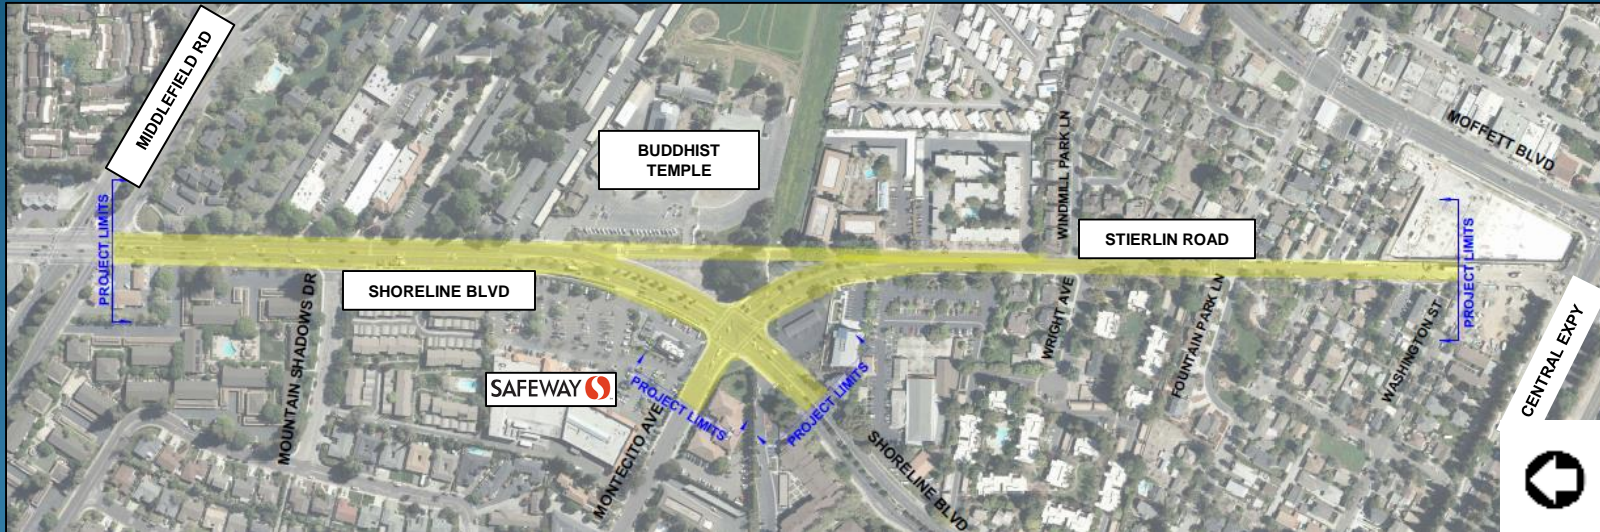 MIDDLEFIELD RD
BUDDHIST
TEMPLE
WINDMILL PARK LN
MOFFETT BLVD
PROJECT LIMITS
STIERLIN ROAD
PROJECT LIMITS
SHORELINE BLVD
MOUNTAIN SHADOWS DR
WRIGHT AVE
FOUNTAIN PARK LN
WASHINGTON ST
CENTRAL EXPY
SAFEWAY
PROJECT LIMITS
PROJECT LIMITS
MONTECITO AVE
SHORELINE BLVD